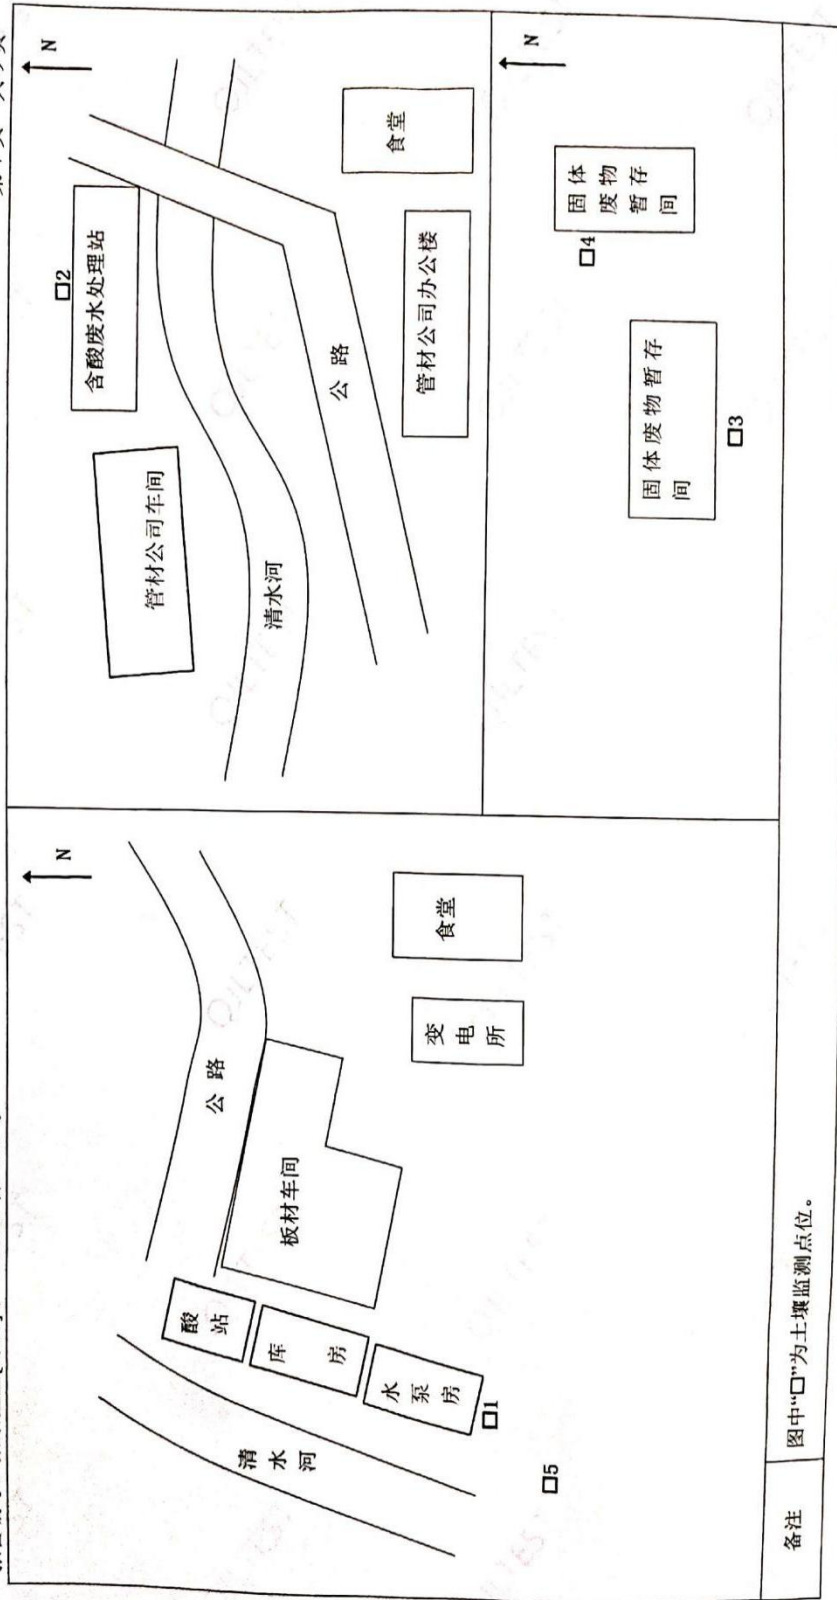 N
公路
酸
站
库房
水
泵
房
清
水
河
板材车间
变
电
所
食堂
□1
□5
N
□2
含酸废水处理站
管材公司车间
清水河
公路
食堂
管材公司办公楼
N
固体
废物
暂存
间
□4
固体废物暂存
间
□3
备注
图中“□”为土壤监测点位。